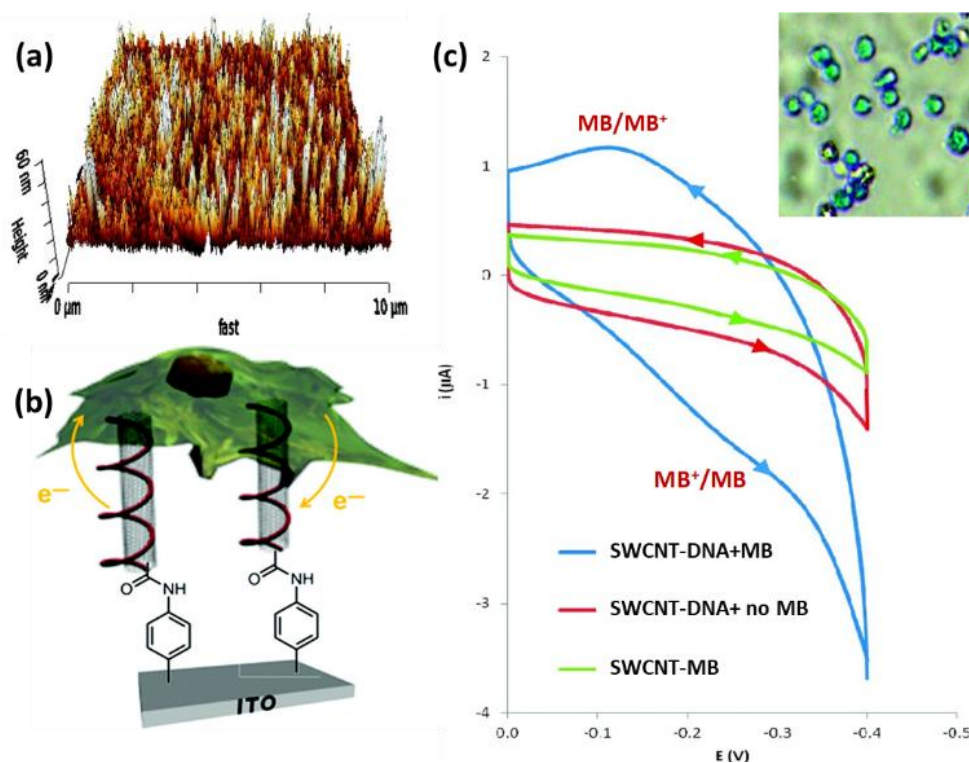 (a)
60 nm
Height
0 nm
0 µm
10 µm
fast
(b)
e—
e—
O
NH
O
NH
ITO
(c)
2
1
0
-1
-2
-3
-4
i (µA)
MB/MB⁺
MB⁺/MB
SWCNT-DNA+MB
SWCNT-DNA+ no MB
SWCNT-MB
0.0
-0.1
-0.2
-0.3
-0.4
-0.5
E (V)